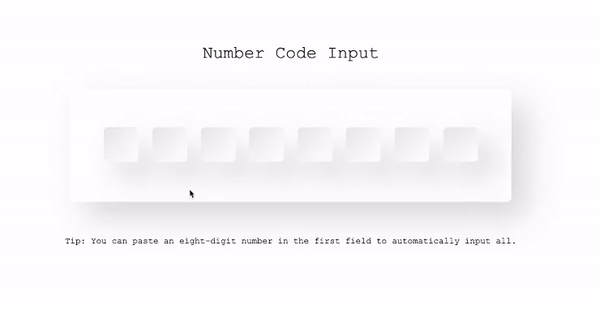 Number Code Input
Tip: You can paste an eight-digit number in the first field to automatically input all.